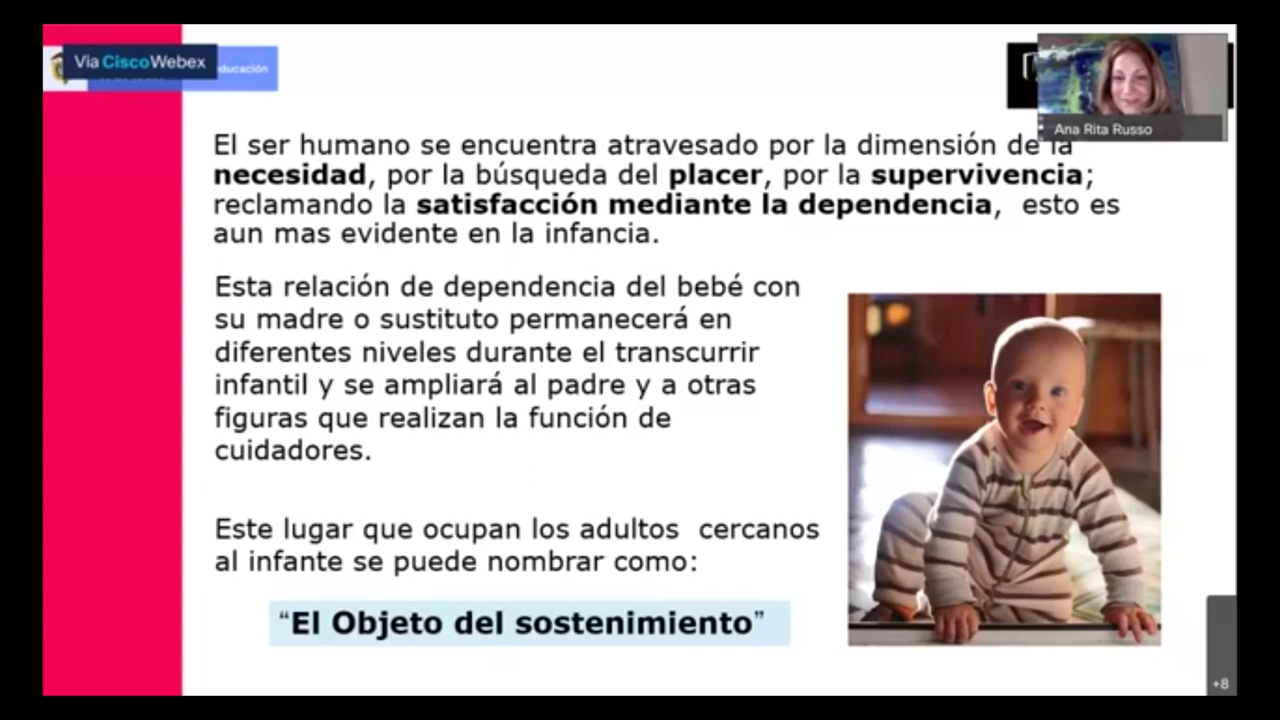 Via CiscoWebex
educación
Ana Rita Russo
El ser humano se encuentra atravesado por la dimensión de la
necesidad, por la búsqueda del placer, por la supervivencia;
reclamando la satisfacción mediante la dependencia, esto es
aun mas evidente en la infancia.
Esta relación de dependencia del bebé con
su madre o sustituto permanecerá en
diferentes niveles durante el transcurrir
infantil y se ampliará al padre y a otras
figuras que realizan la función de
cuidadores.
Este lugar que ocupan los adultos cercanos
al infante se puede nombrar como:
“El Objeto del sostenimiento”
+8